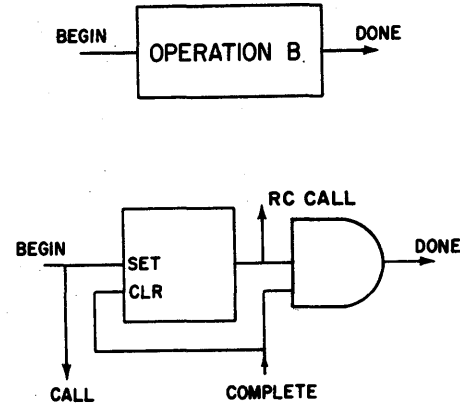 BEGIN
OPERATION B
DONE
RC CALL
BEGIN
SET
DONE
CLR
CALL
COMPLETE